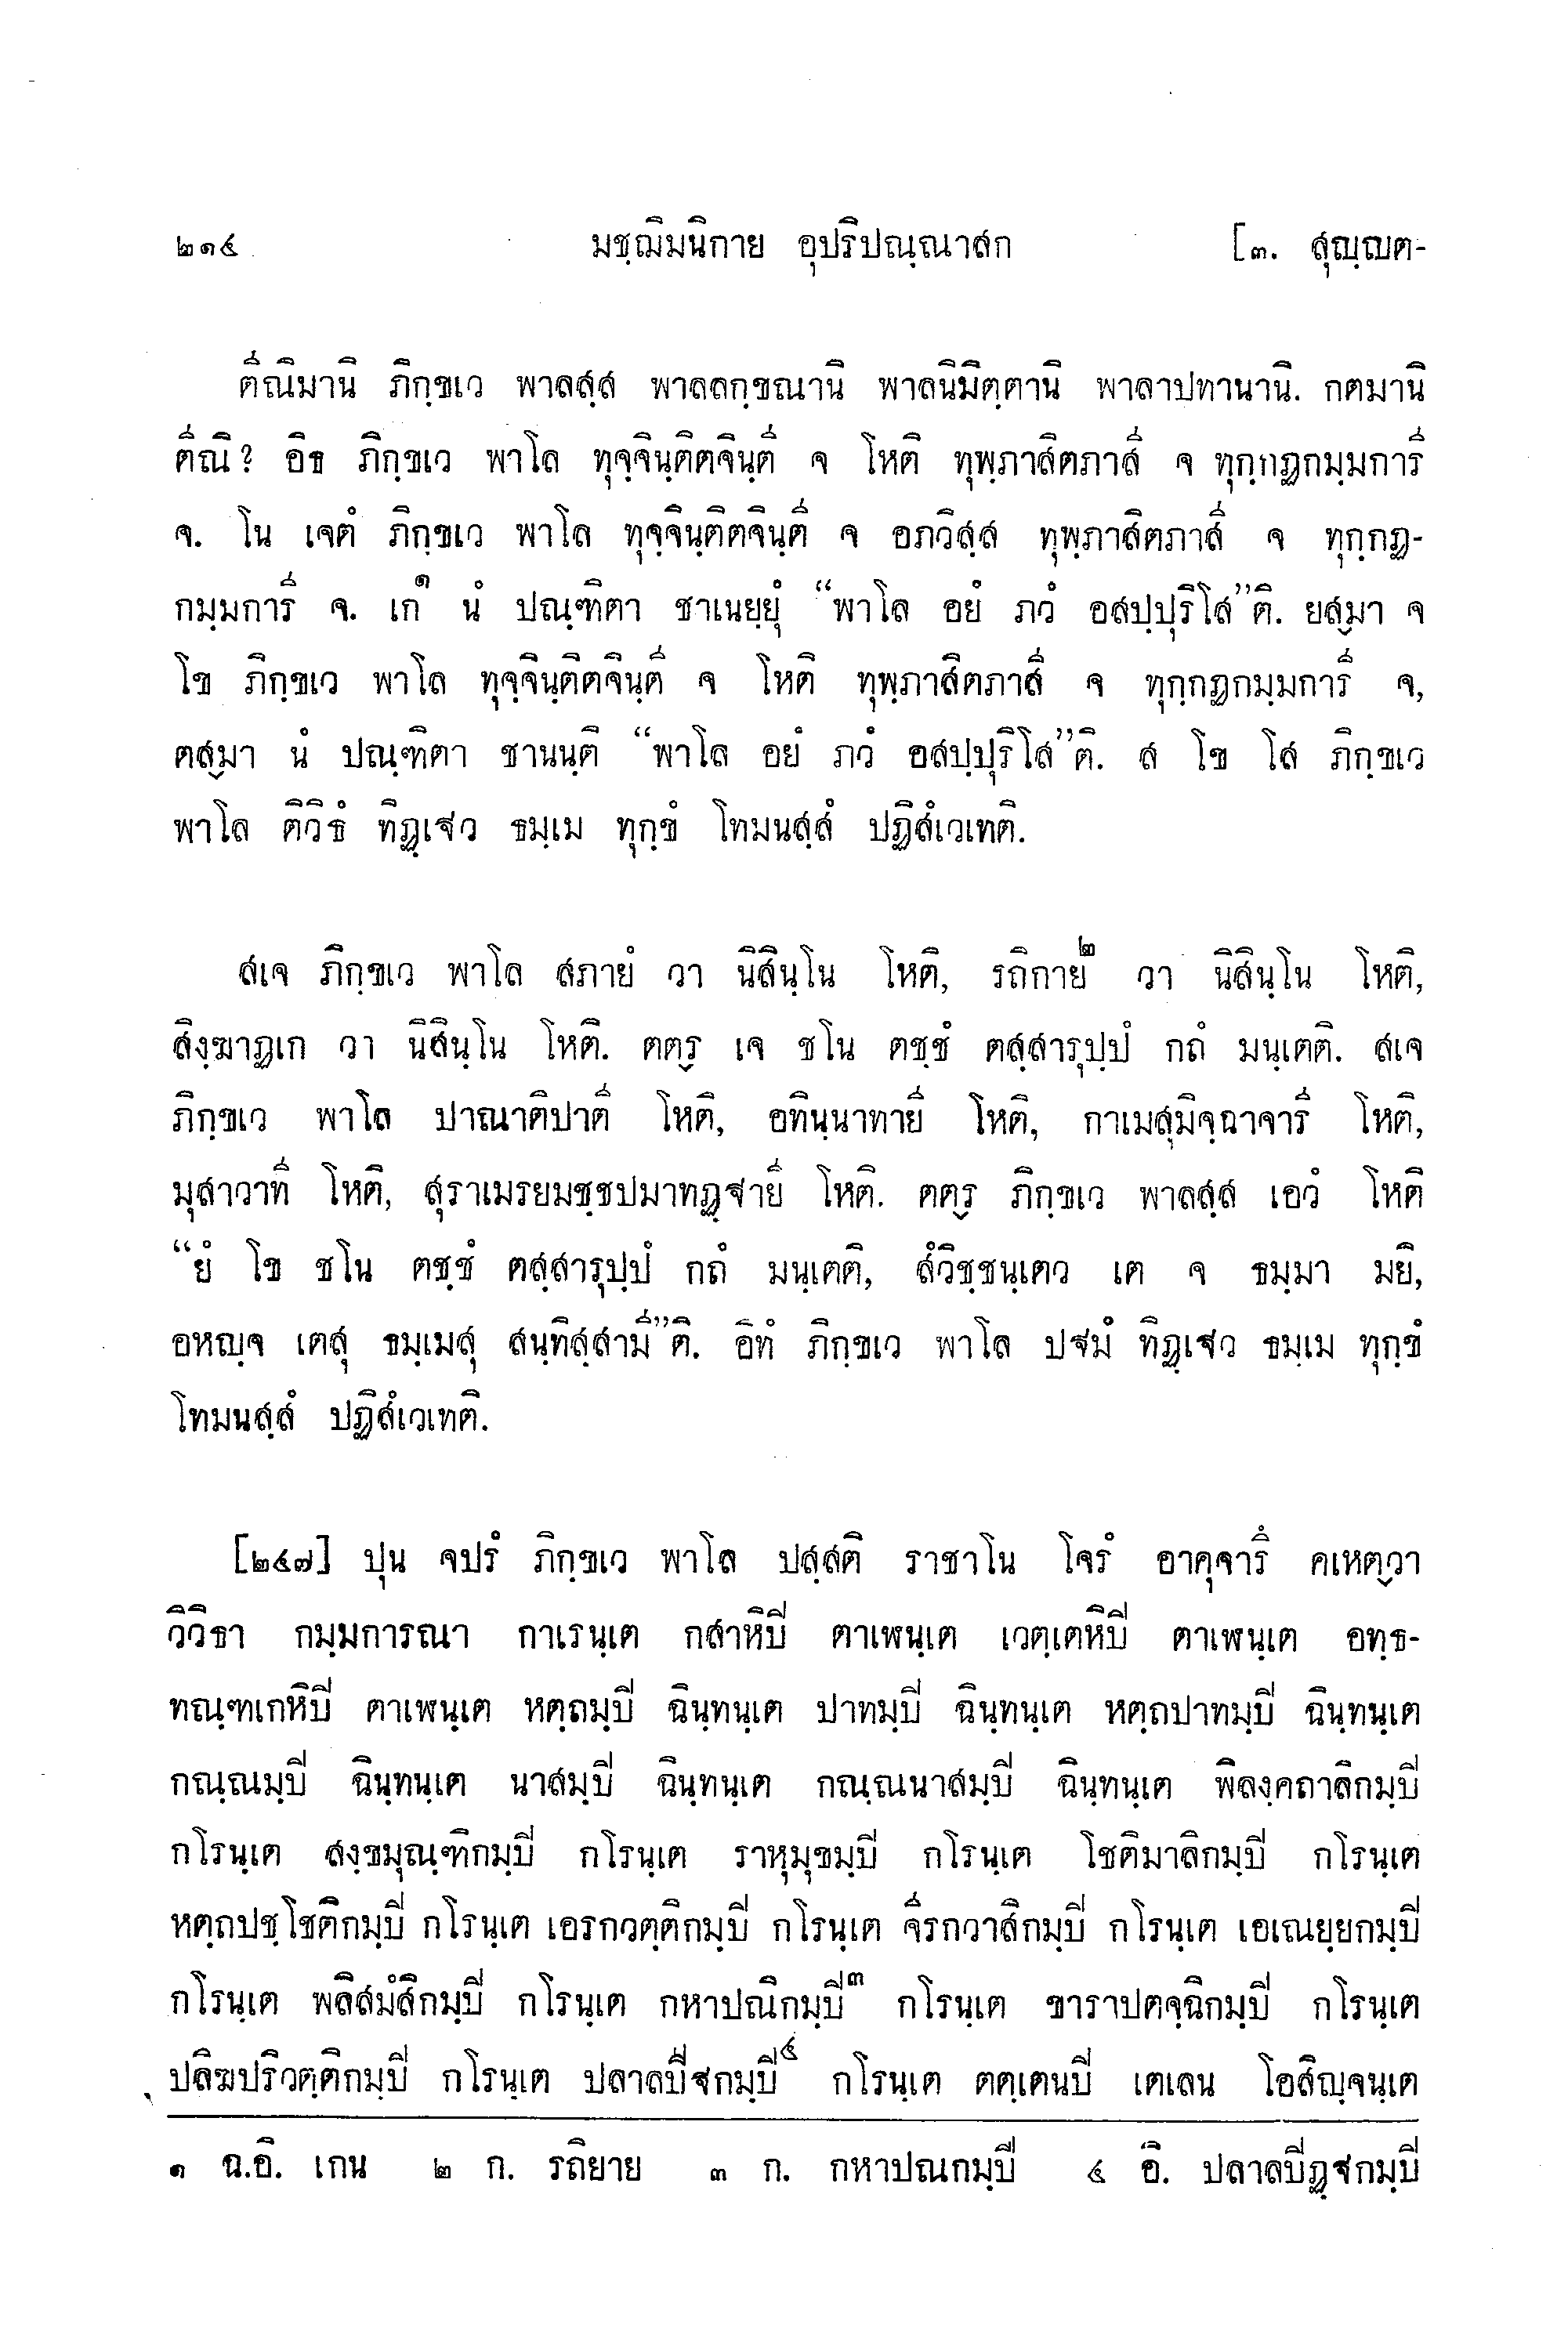 ๒๑๔ มชฺฌิมนิกาย อุปริปณฺณาสก [๓. สุญฺญต-
ตีณิมานิ ภิกฺขเว พาลสฺส พาลลกฺขณานิ พาลนิมิตฺตานิ พาลาปทานานิ. กตมานิ
ตีณิ? อิธ ภิกฺขเว พาโล ทุจฺจินฺติตจินฺตี จ โหติ ทุพฺภาสิตภาสี จ ทุกฺกฏกมฺมการี
จ. โน เจตํ ภิกฺขเว พาโล ทุจฺจินฺติตจินฺตี จ อภวิสฺส ทุพฺภาสิตภาสี จ ทุกฺกฏ-
กมฺมการี จ. เก๑ นํ ปณฺฑิตา ชาเนยฺยุํ “พาโล อยํ ภวํ อสปฺปุริโส”ติ. ยสฺมา จ
โข ภิกฺขเว พาโล ทุจฺจินฺติตจินฺตี จ โหติ ทุพฺภาสิตภาสี จ ทุกฺกฏกมฺมการี จ,
ตสฺมา นํ ปณฺฑิตา ชานนฺติ “พาโล อยํ ภวํ อสปฺปุริโส”ติ. ส โข โส ภิกฺขเว
พาโล ติวิธํ ทิฏฺเฐว ธมฺเม ทุกฺขํ โทมนสฺสํ ปฏิสํเวเทติ.
สเจ ภิกฺขเว พาโล สภายํ วา นิสินฺโน โหติ, รถิกายํ๒ วา นิสินฺโน โหติ,
สิงฺฆาฏเก วา นิสินฺโน โหติ. ตตฺร เจ ชโน ตชฺชํ ตสฺสารุปฺปํ กถํ มนฺเตติ. สเจ
ภิกฺขเว พาโล ปาณาติปาตี โหติ, อทินฺนาทายี โหติ, กาเมสุมิจฺฉาจารี โหติ,
มุสาวาที โหติ, สุราเมรยมชฺชปมาทฏฺฐายี โหติ. ตตฺร ภิกฺขเว พาลสฺส เอวํ โหติ
“ยํ โข ชโน ตชฺชํ ตสฺสารุปฺปํ กถํ มนฺเตติ, สํวิชฺชนฺเตว เต จ ธมฺมา มยิ,
อหญฺจ เตสุ ธมฺเมสุ สนฺทิสฺสามี”ติ. อิทํ ภิกฺขเว พาโล ปฐมํ ทิฏฺเฐว ธมฺเม ทุกฺขํ
โทมนสฺสํ ปฏิสํเวเทติ.
[๒๔๗] ปุน จปรํ ภิกฺขเว พาโล ปสฺสติ ราชาโน โจรํ อาคุจารึ คเหตฺวา
วิวิธา กมฺมการณา กาเรนฺเต กสาหิปิ ตาเฬนฺเต เวตฺเตหิปิ ตาเฬนฺเต อทฺธ-
ทณฺฑเกหิปิ ตาเฬนฺเต หตฺถมฺปิ ฉินฺทนฺเต ปาทมฺปิ ฉินฺทนฺเต หตฺถปาทมฺปิ ฉินฺทนฺเต
กณฺณมฺปิ ฉินฺทนฺเต นาสมฺปิ ฉินฺทนฺเต กณฺณนาสมฺปิ ฉินฺทนฺเต พิลงฺคถาลิกมฺปิ
กโรนฺเต สงฺขมุณฺฑิกมฺปิ กโรนฺเต ราหุมุขมฺปิ กโรนฺเต โชติมาลิกมฺปิ กโรนฺเต
หตฺถปชฺโชติกมฺปิ กโรนฺเต เอรกวตฺติกมฺปิ กโรนฺเต จีรกวาสิกมฺปิ กโรนฺเต เอเณยฺยกมฺปิ
กโรนฺเต พลิสมํสิกมฺปิ กโรนฺเต กหาปณิกมฺปิ๓ กโรนฺเต ขาราปตจฺฉิกมฺปิ กโรนฺเต
ปลิฆปริวตฺติกมฺปิ กโรนฺเต ปลาลปีฐกมฺปิ๔ กโรนฺเต ตตฺเตนปิ เตเลน โอสิญฺจนฺเต
๑ ฉ.อิ. เกน ๒ ก. รถิยาย ๓ ก. กหาปณกมฺปิ ๔ อิ. ปลาลปิฏฺฐกมฺปิ